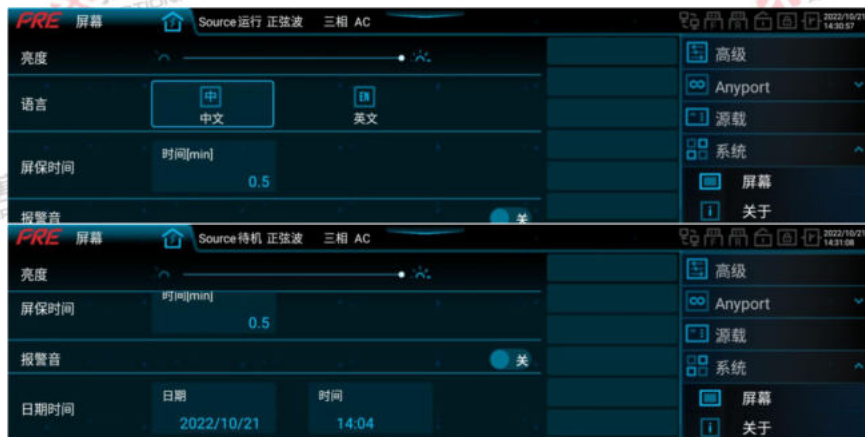 PRE 屏幕 Source运行 正弦波 三相 AC 2022/10/21
14:30:57
亮度
高级
Anyport
语言 中 中文 EN 英文
源载
系统
屏保时间 时间[min]
0.5
屏幕
关于
报警音 关
PRE 屏幕 Source待机 正弦波 三相 AC 2022/10/21
14:31:08
亮度
高级
屏保时间 时间[min]
0.5
Anyport
源载
报警音 关
系统
日期时间 日期 时间
2022/10/21 14:04
屏幕
关于